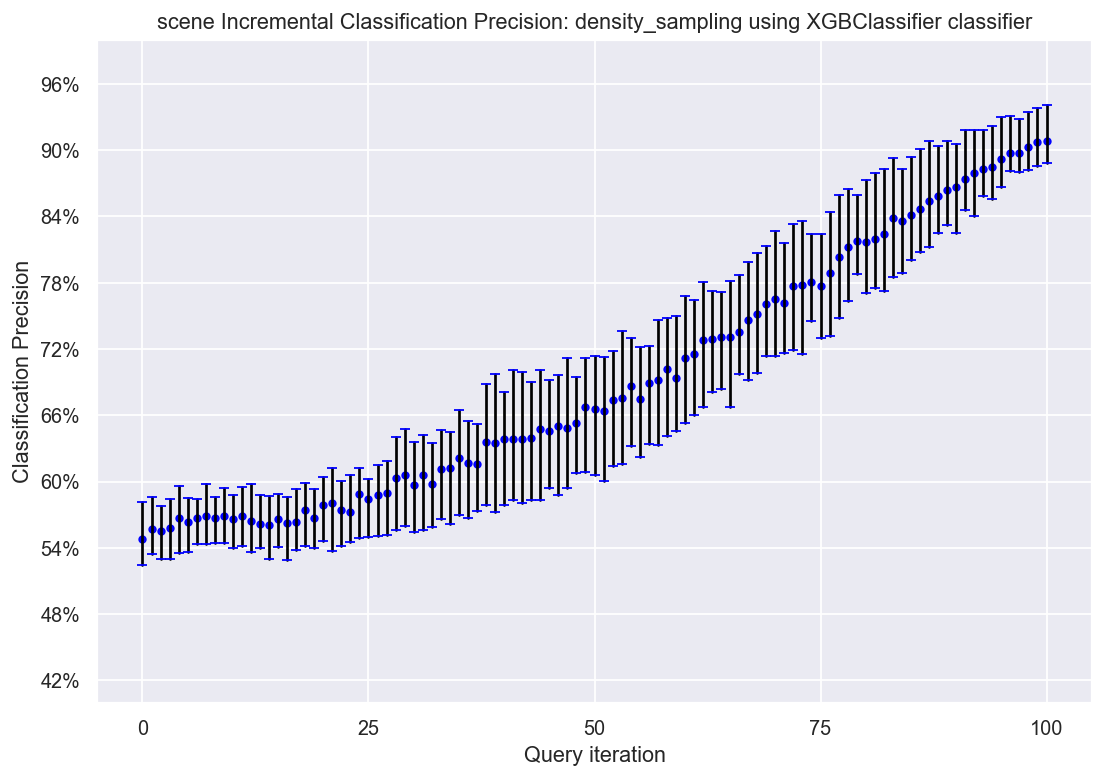 scene Incremental Classification Precision: density_sampling using XGBClassifier classifier
96%
90%
84%
78%
72%
66%
60%
54%
48%
42%
Classification Precision
0 25 50 75 100
Query iteration